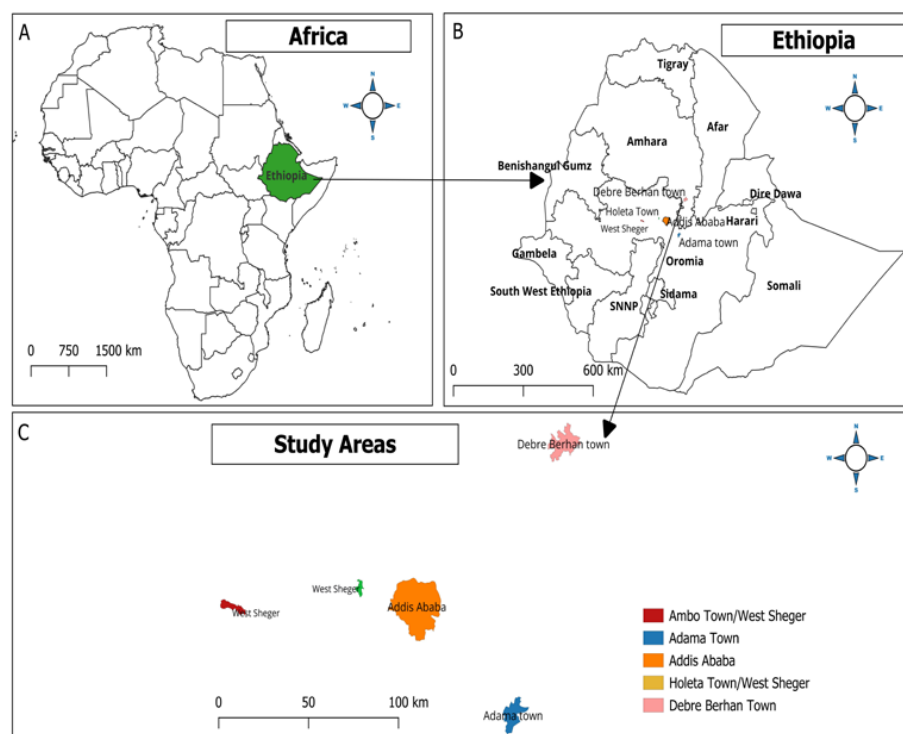 A
Africa
N
W E
S
Ethiopia
0 750 1500 km
B
Ethiopia
N
W E
S
Tigray
Afar
Amhara
Benishangul Gumz
Debre Berhan town
Dire Dawa
Holeta Town
Addis Ababa
Harari
West Sheger
Adama town
Gambela
Oromia
South West Ethiopia
Sidama
Somali
SNNP
0 300 600 km
C
Study Areas
Debre Berhan town
N
W E
S
West Sheger
Addis Ababa
West Sheger
Adama town
0 50 100 km
Ambo Town/West Sheger
Adama Town
Addis Ababa
Holeta Town/West Sheger
Debre Berhan Town